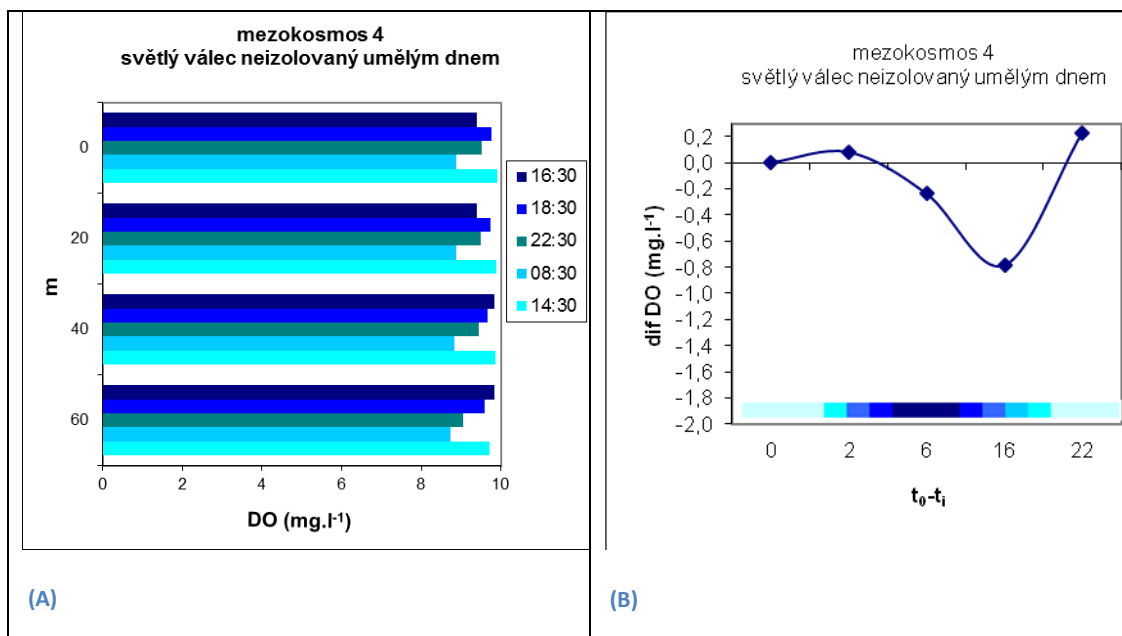 mezokosmos 4
světlý válec neizolovaný umělým dnem
0
20
40
60
m
0 2 4 6 8 10
DO (mg.l-1)
16:30
18:30
22:30
08:30
14:30
(A)
mezokosmos 4
světlý válec neizolovaný umělým dnem
0,2
0,0
-0,2
-0,4
-0,6
-0,8
-1,0
-1,2
-1,4
-1,6
-1,8
-2,0
dif DO (mg.l-1)
0 2 6 16 22
t0-ti
(B)